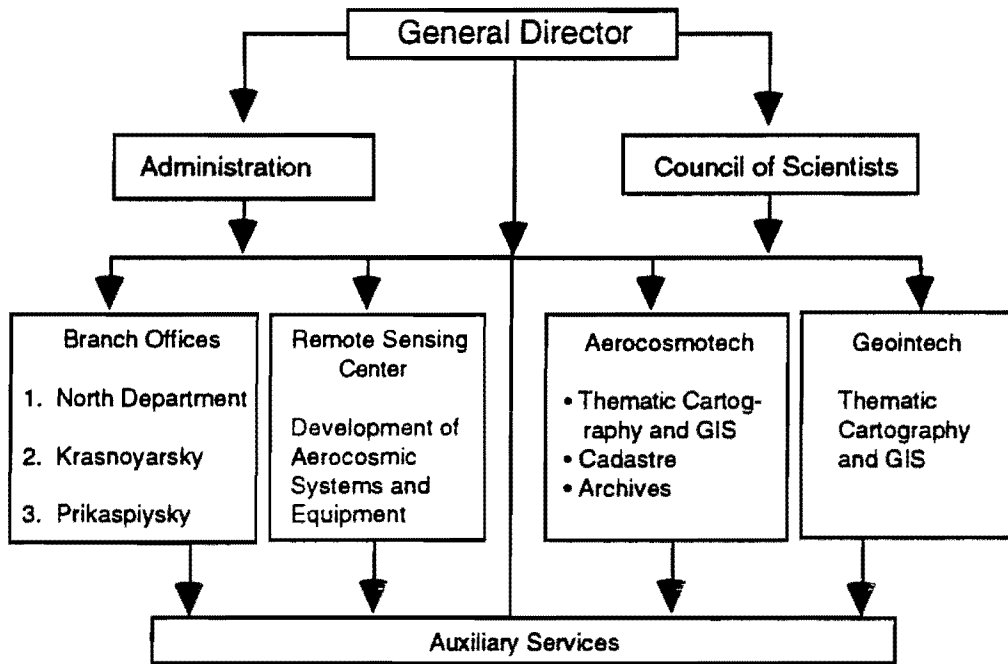 General Director
Administration
Council of Scientists
Branch Offices
1. North Department
2. Krasnoyarsky
3. Prikaspiysky
Remote Sensing
Center
Development of
Aerocosmic
Systems and
Equipment
Aerocosmotech
• Thematic Cartog-
raphy and GIS
• Cadastre
• Archives
Geointech
Thematic
Cartography
and GIS
Auxiliary Services